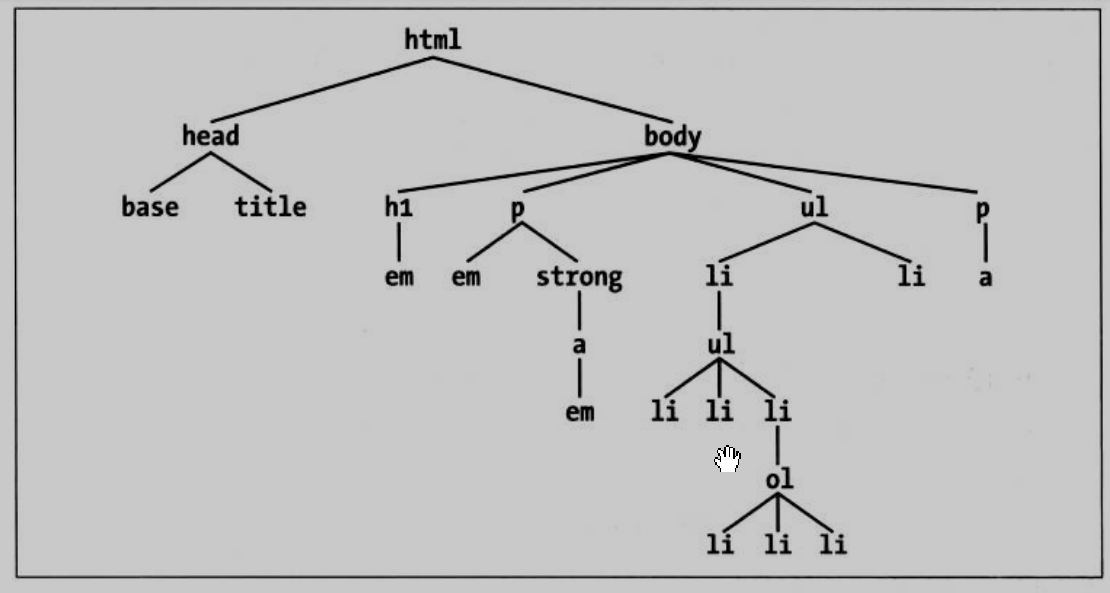 html
head body
base title h1 p ul p
em em strong li li a
a ul
em li li li
ol
li li li